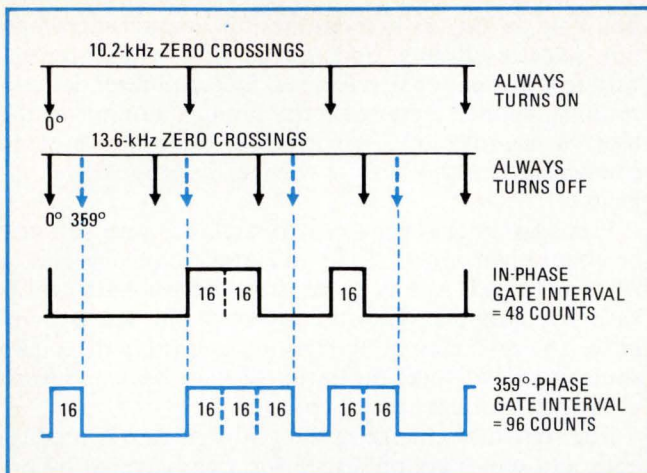 10.2-kHz ZERO CROSSINGS
ALWAYS
TURNS ON
0°
13.6-kHz ZERO CROSSINGS
ALWAYS
TURNS OFF
0° 359°
16 16 16
IN-PHASE
GATE INTERVAL
= 48 COUNTS
16 16 16 16 16 16
359°-PHASE
GATE INTERVAL
= 96 COUNTS